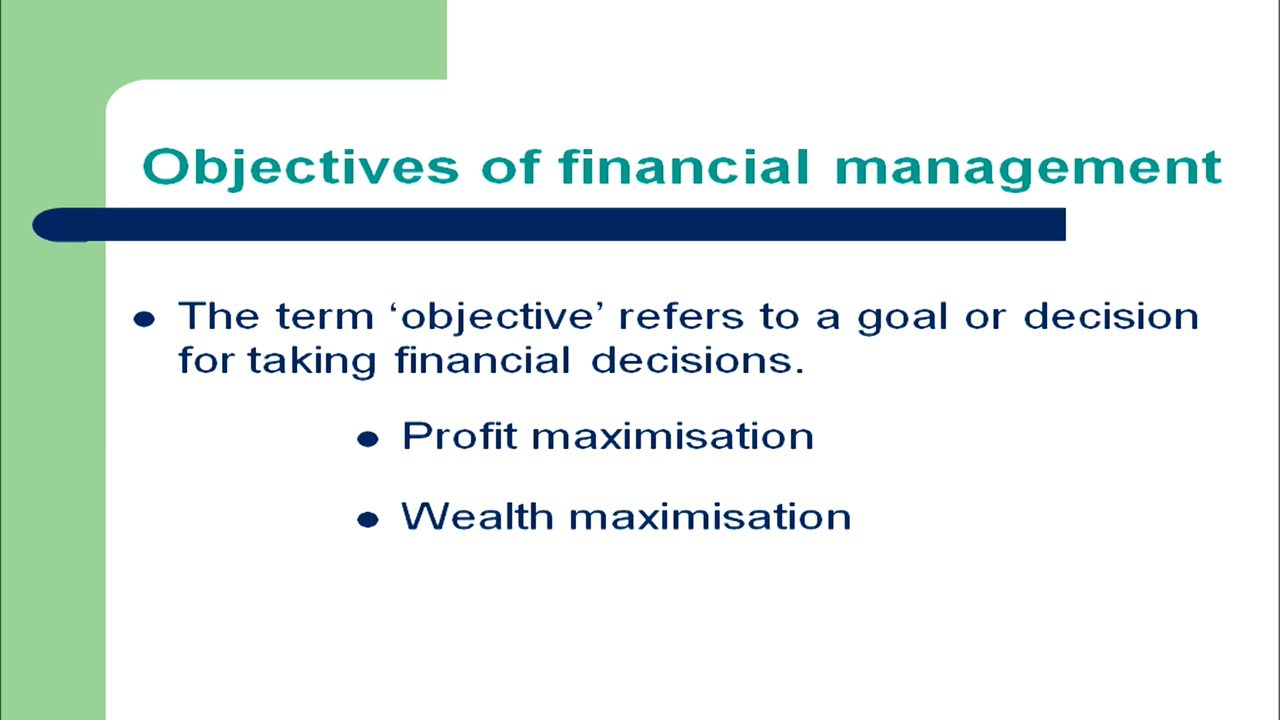 Objectives of financial management
• The term ‘objective’ refers to a goal or decision
for taking financial decisions.
• Profit maximisation
• Wealth maximisation